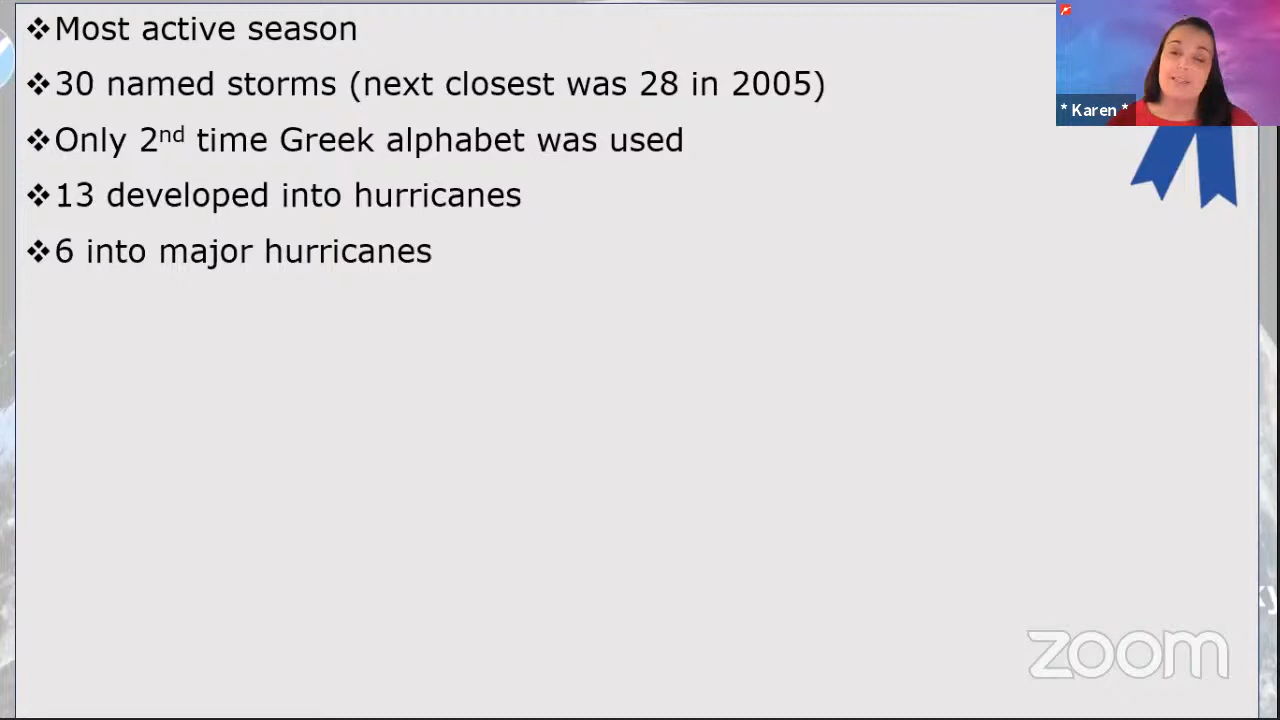 ❖Most active season
❖30 named storms (next closest was 28 in 2005)
❖Only 2nd time Greek alphabet was used
❖13 developed into hurricanes
❖6 into major hurricanes
* Karen *
zoom